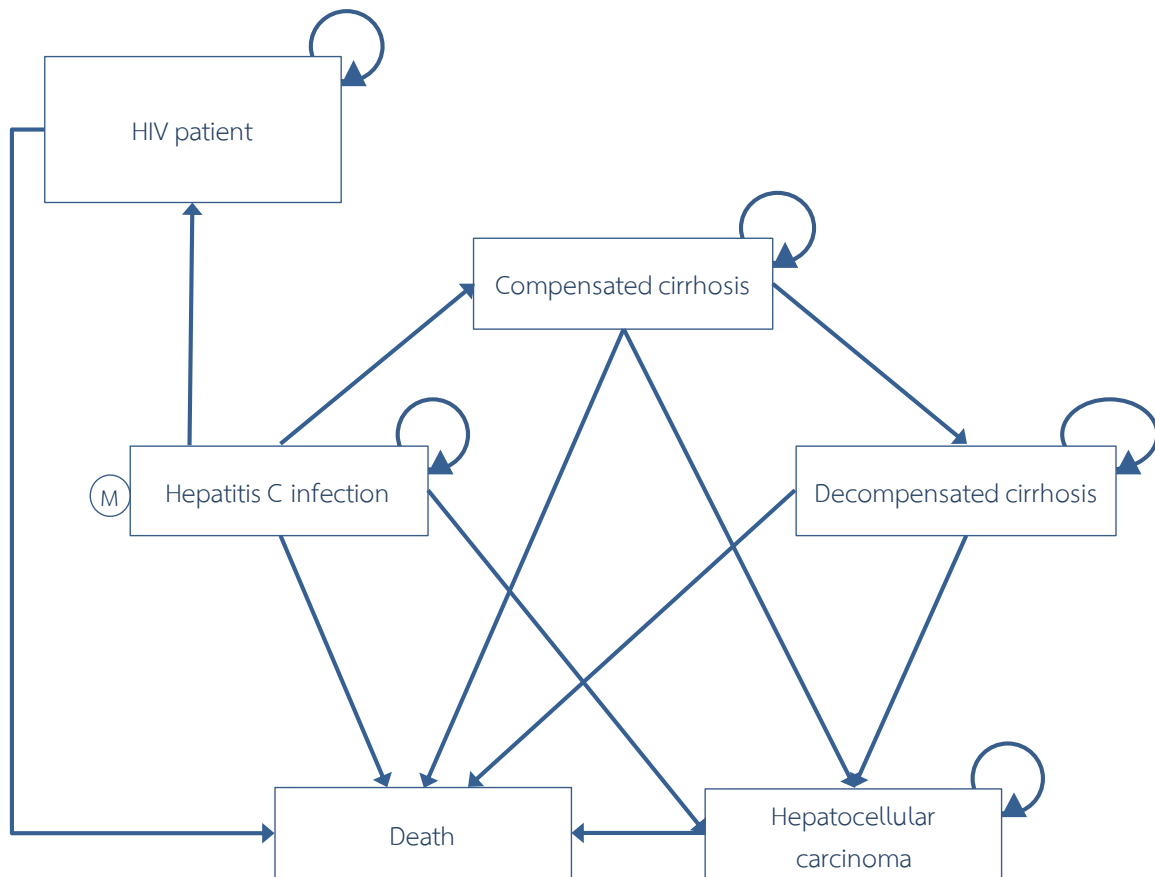 HIV patient
Compensated cirrhosis
M
Hepatitis C infection
Decompensated cirrhosis
Death
Hepatocellular
carcinoma